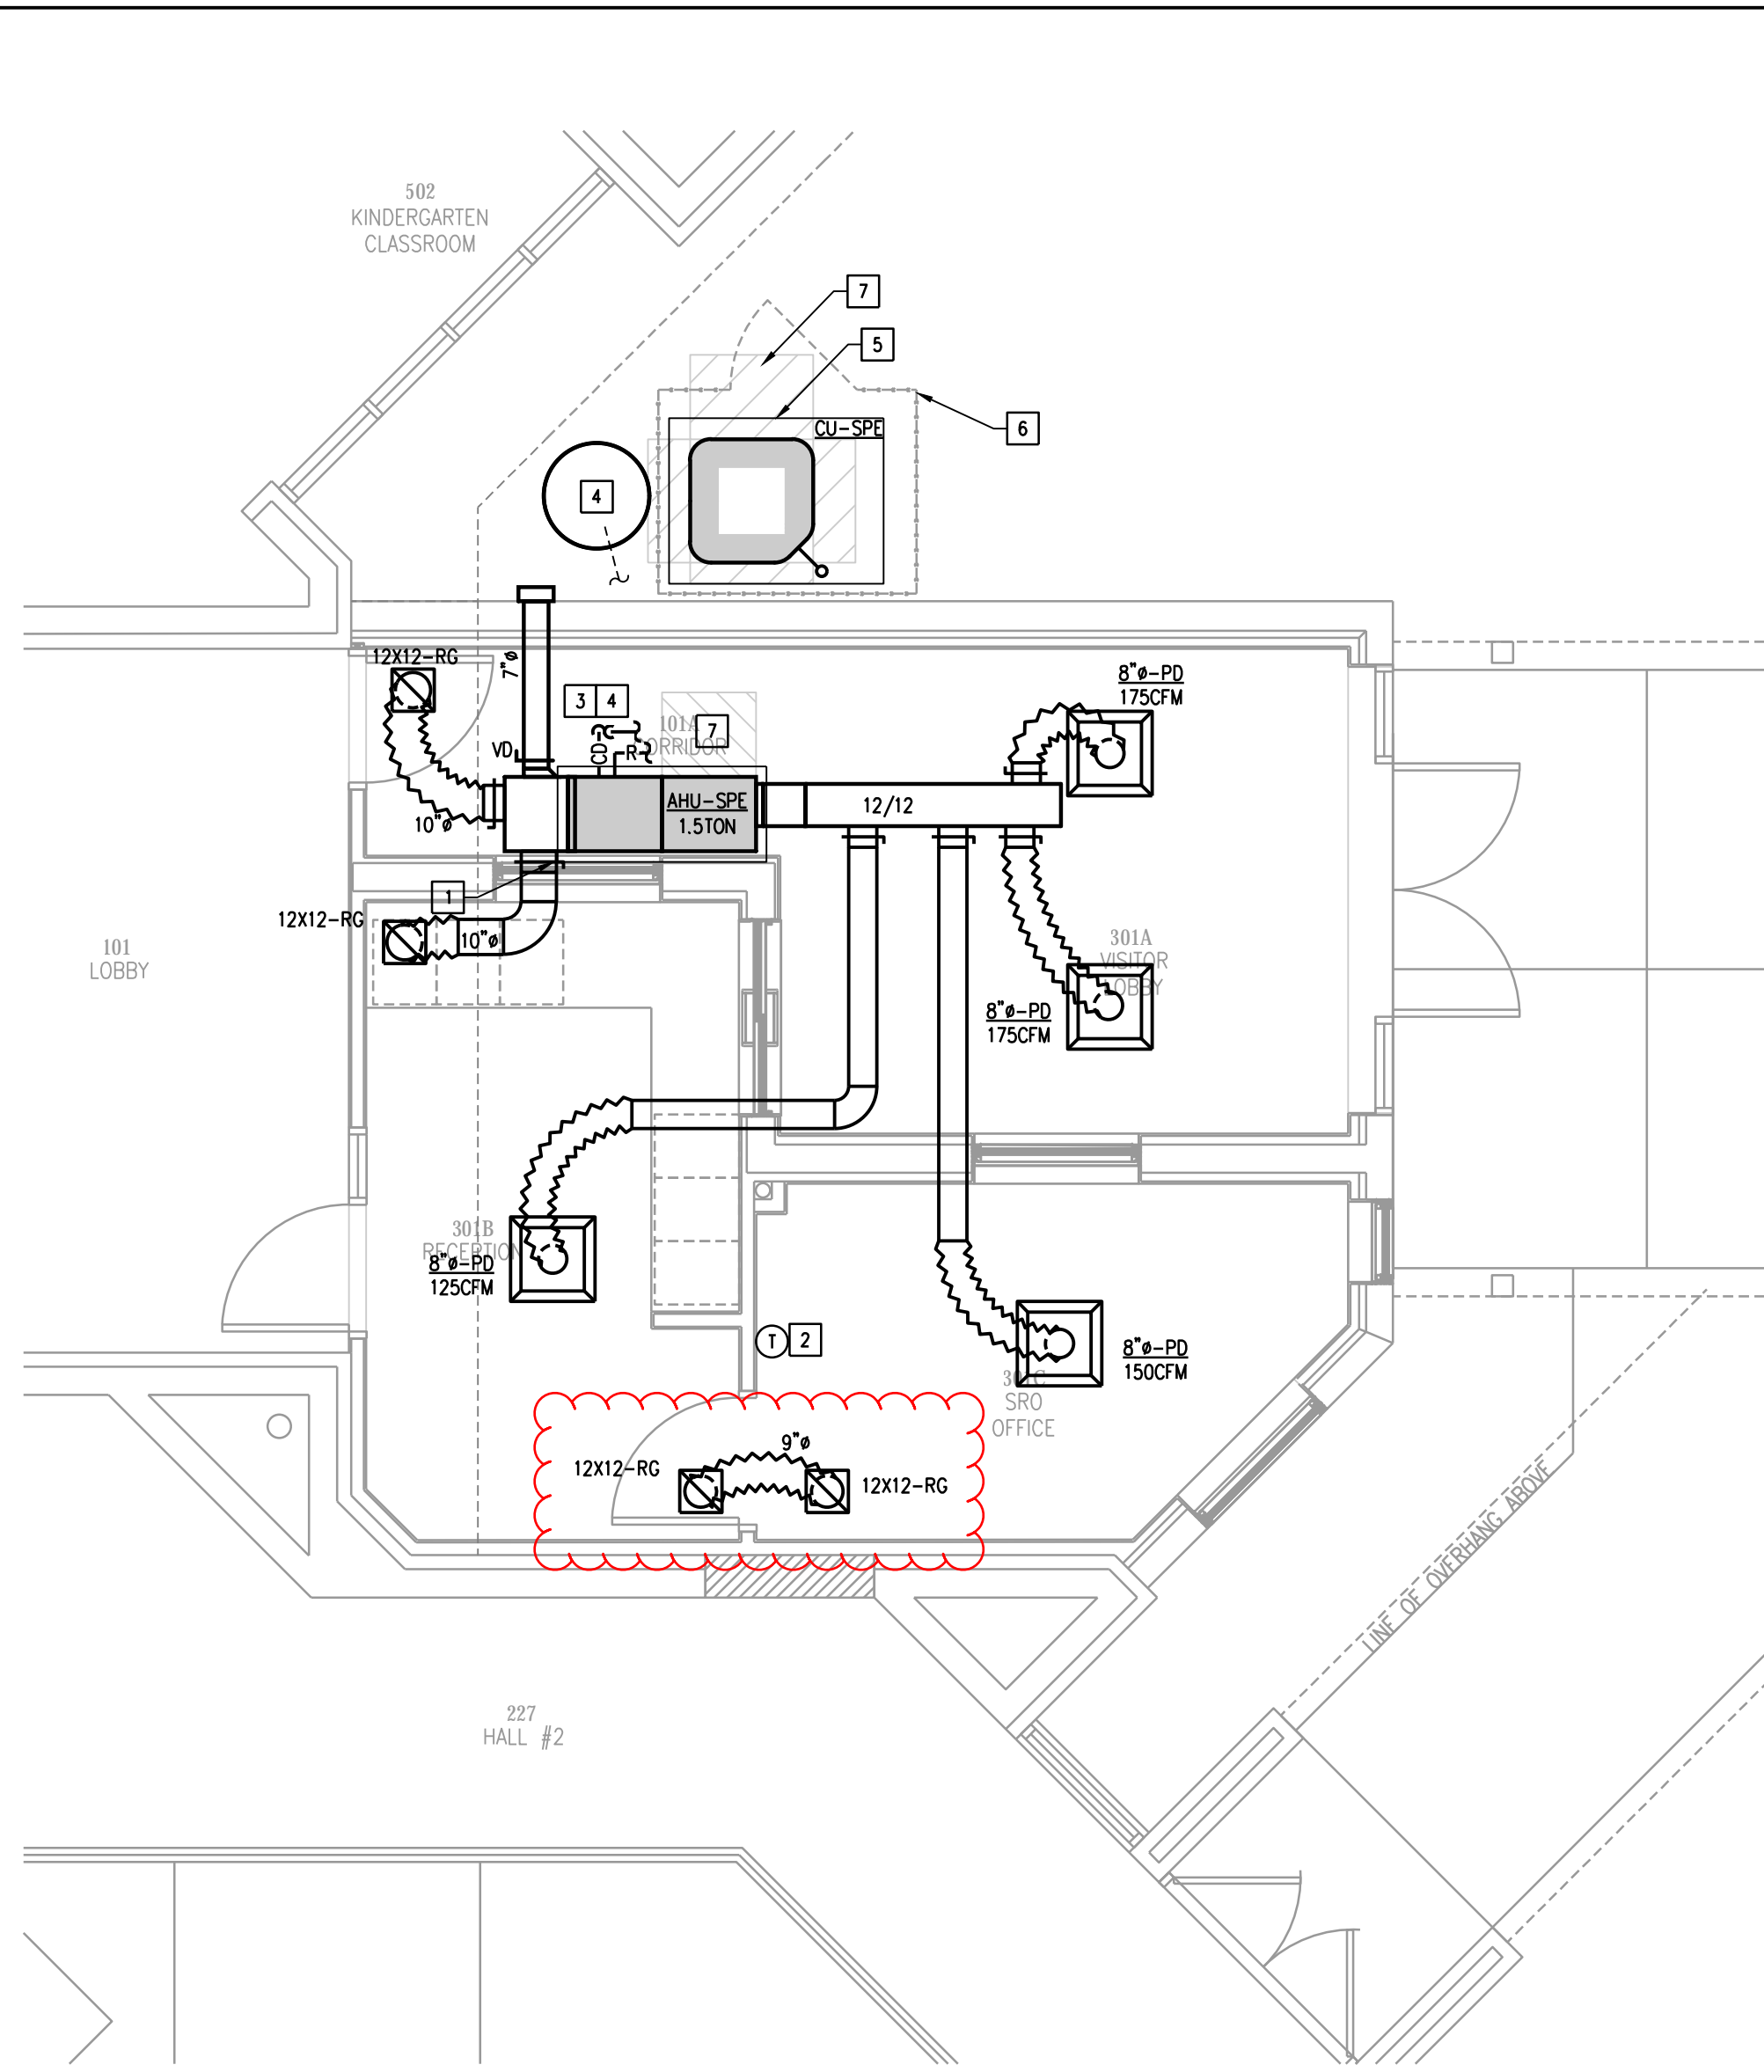 502
KINDERGARTEN
CLASSROOM
7
5
CU-SPE
6
4
12X12-RG
7"ø
3 4
101A
CORRIDOR
7
8"ø-PD
175CFM
VD
CD
R
AHU-SPE
1.5TON
12/12
10"ø
1
12X12-RG
10"ø
101
LOBBY
301A
VISITOR
LOBBY
8"ø-PD
175CFM
301B
RECEPTION
8"ø-PD
125CFM
T 2
8"ø-PD
150CFM
301C
SRO
OFFICE
9"ø
12X12-RG
12X12-RG
LINE OF OVERHANG ABOVE
227
HALL #2